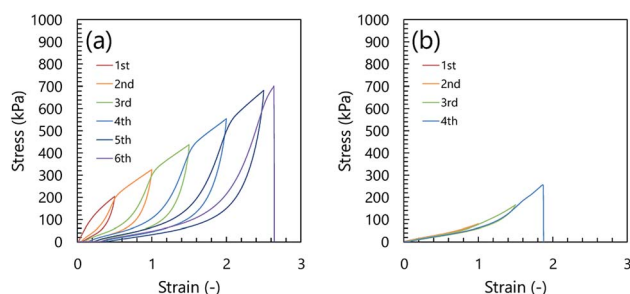 (a)
Stress (kPa)
1000
900
800
700
600
500
400
300
200
100
0
1st
2nd
3rd
4th
5th
6th
0 1 2 3
Strain (-)
(b)
Stress (kPa)
1000
900
800
700
600
500
400
300
200
100
0
1st
2nd
3rd
4th
0 1 2 3
Strain (-)